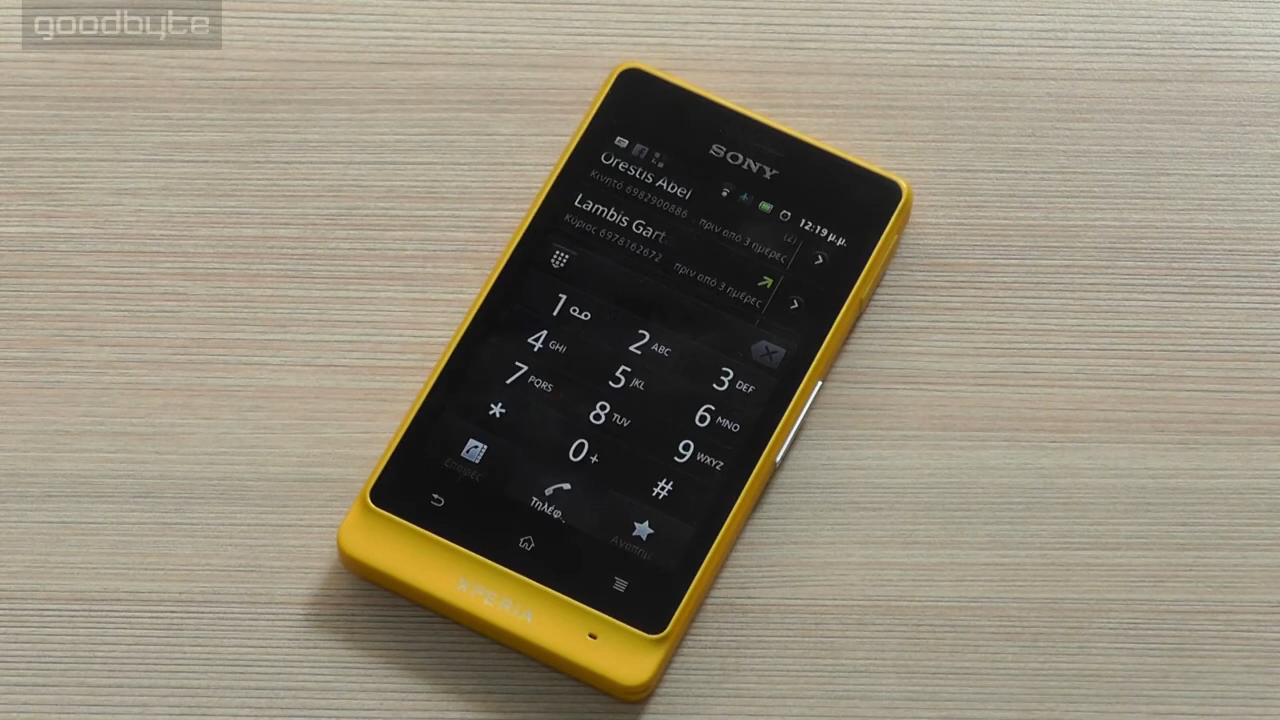 goodbyte
SONY
12:19 μ.μ.
Orestis Abel
Κινητό 6982900886 πριν από 3 ημέρες (2)
Lambis Gart
Κύριος 6978162672 πριν από 3 ημέρες
1
2 ABC
3 DEF
4 GHI
5 JKL
6 MNO
7 PQRS
8 TUV
9 WXYZ
*
0+
#
Επαφές
Τηλέφ..
XPERIA